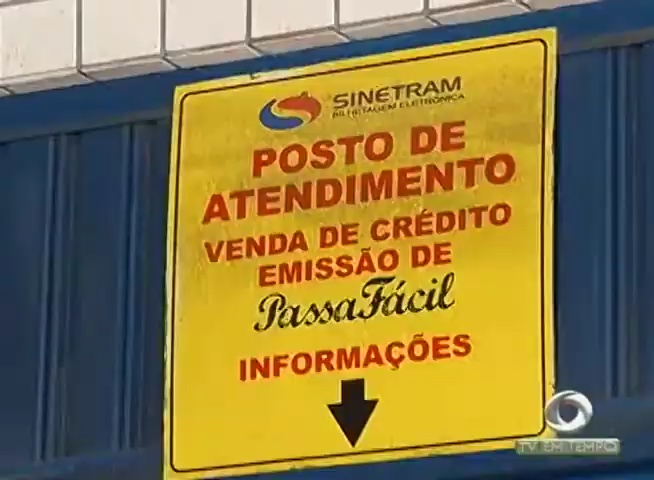 SINETRAM
BILHETAGEM ELETRÔNICA
POSTO DE
ATENDIMENTO
VENDA DE CRÉDITO
EMISSÃO DE
PassaFácil
INFORMAÇÕES
TV EM TEMPO